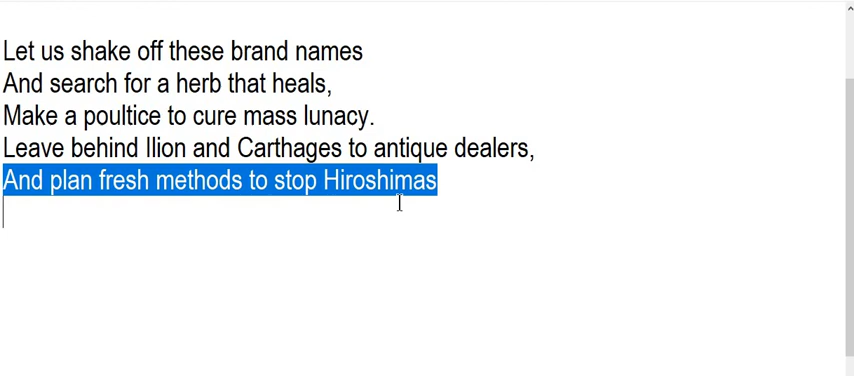 Let us shake off these brand names
And search for a herb that heals,
Make a poultice to cure mass lunacy.
Leave behind Ilion and Carthages to antique dealers,
And plan fresh methods to stop Hiroshimas